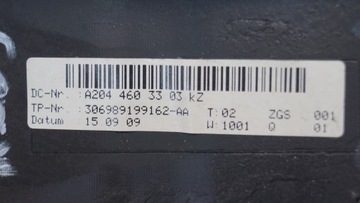 DC-Nr.:A204 460 33 03 kZ
TP-Nr.:306989199162-AA T:02 ZGS 001
Datum :15 09 09 W:1001 Q 01